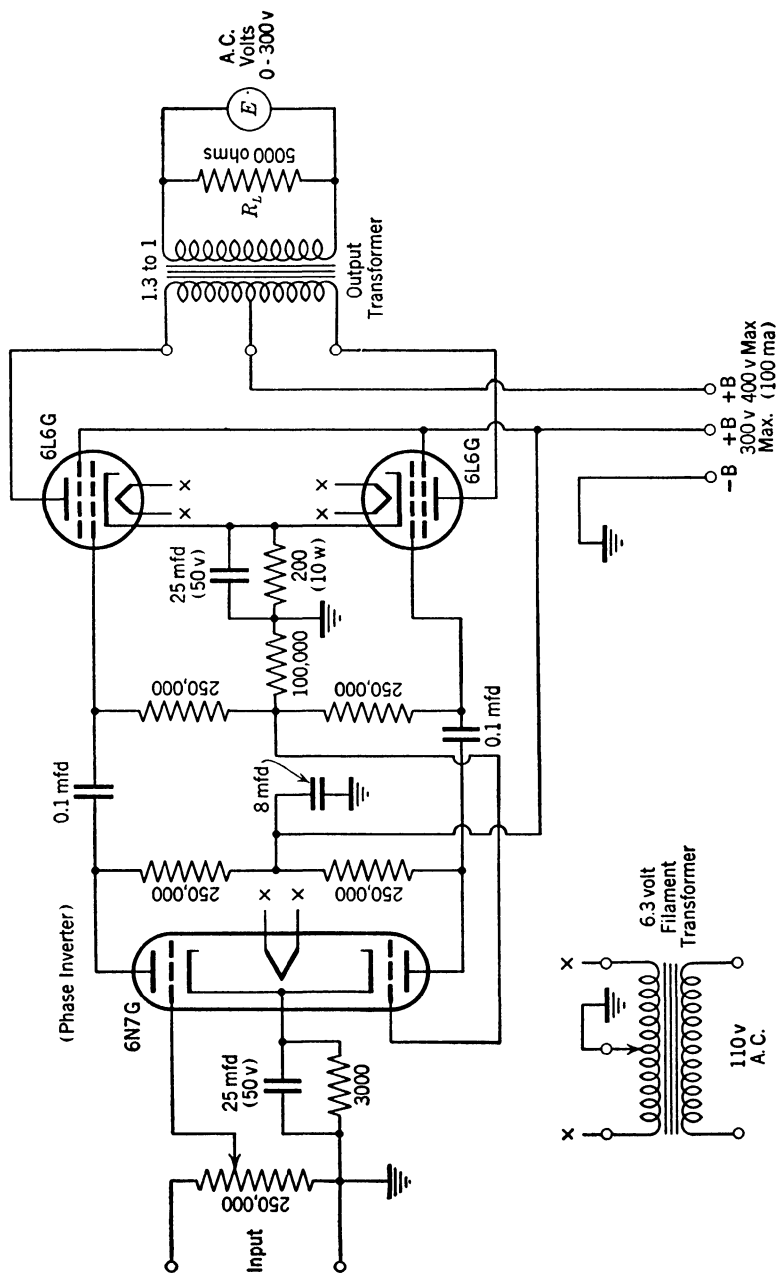 (Phase Inverter)
6N7G
Input
250,000
25 mfd
(50 v)
3000
250,000
250,000
x
x
0.1 mfd
8 mfd
250,000
250,000
0.1 mfd
100,000
25 mfd
(50 v)
200
(10 w)
6L6G
x
x
x
x
6L6G
1.3 to 1
Output
Transformer
R_L
5000 ohms
E
A.C.
Volts
0-300 v
-B
+B
300 v
Max.
+B
400 v Max
(100 ma)
x
x
6.3 volt
Filament
Transformer
110 v
A.C.